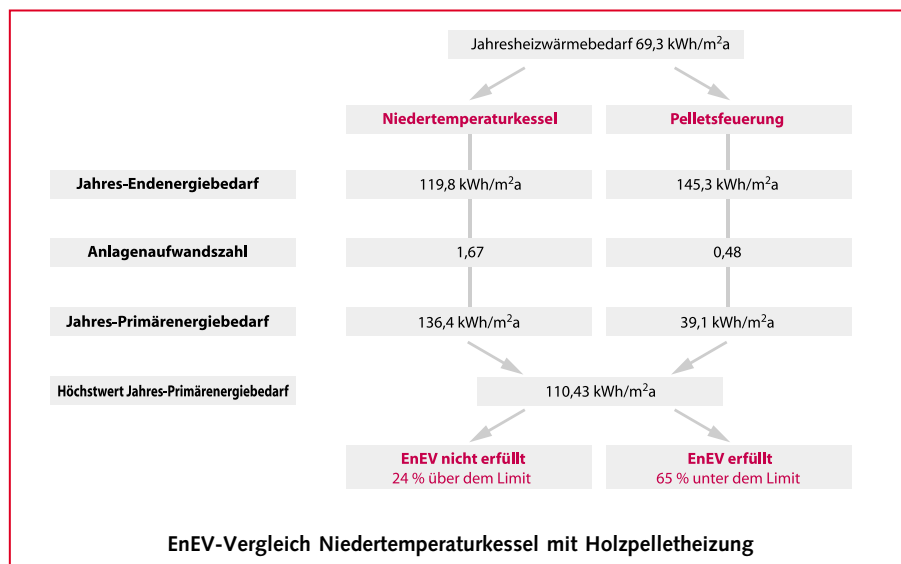 Jahresheizwärmebedarf 69,3 kWh/m²a
Niedertemperaturkessel
Pelletsfeuerung
Jahres-Endenergiebedarf
119,8 kWh/m²a
145,3 kWh/m²a
Anlagenaufwandszahl
1,67
0,48
Jahres-Primärenergiebedarf
136,4 kWh/m²a
39,1 kWh/m²a
Höchstwert Jahres-Primärenergiebedarf
110,43 kWh/m²a
EnEV nicht erfüllt
24 % über dem Limit
EnEV erfüllt
65 % unter dem Limit
EnEV-Vergleich Niedertemperaturkessel mit Holzpelletheizung